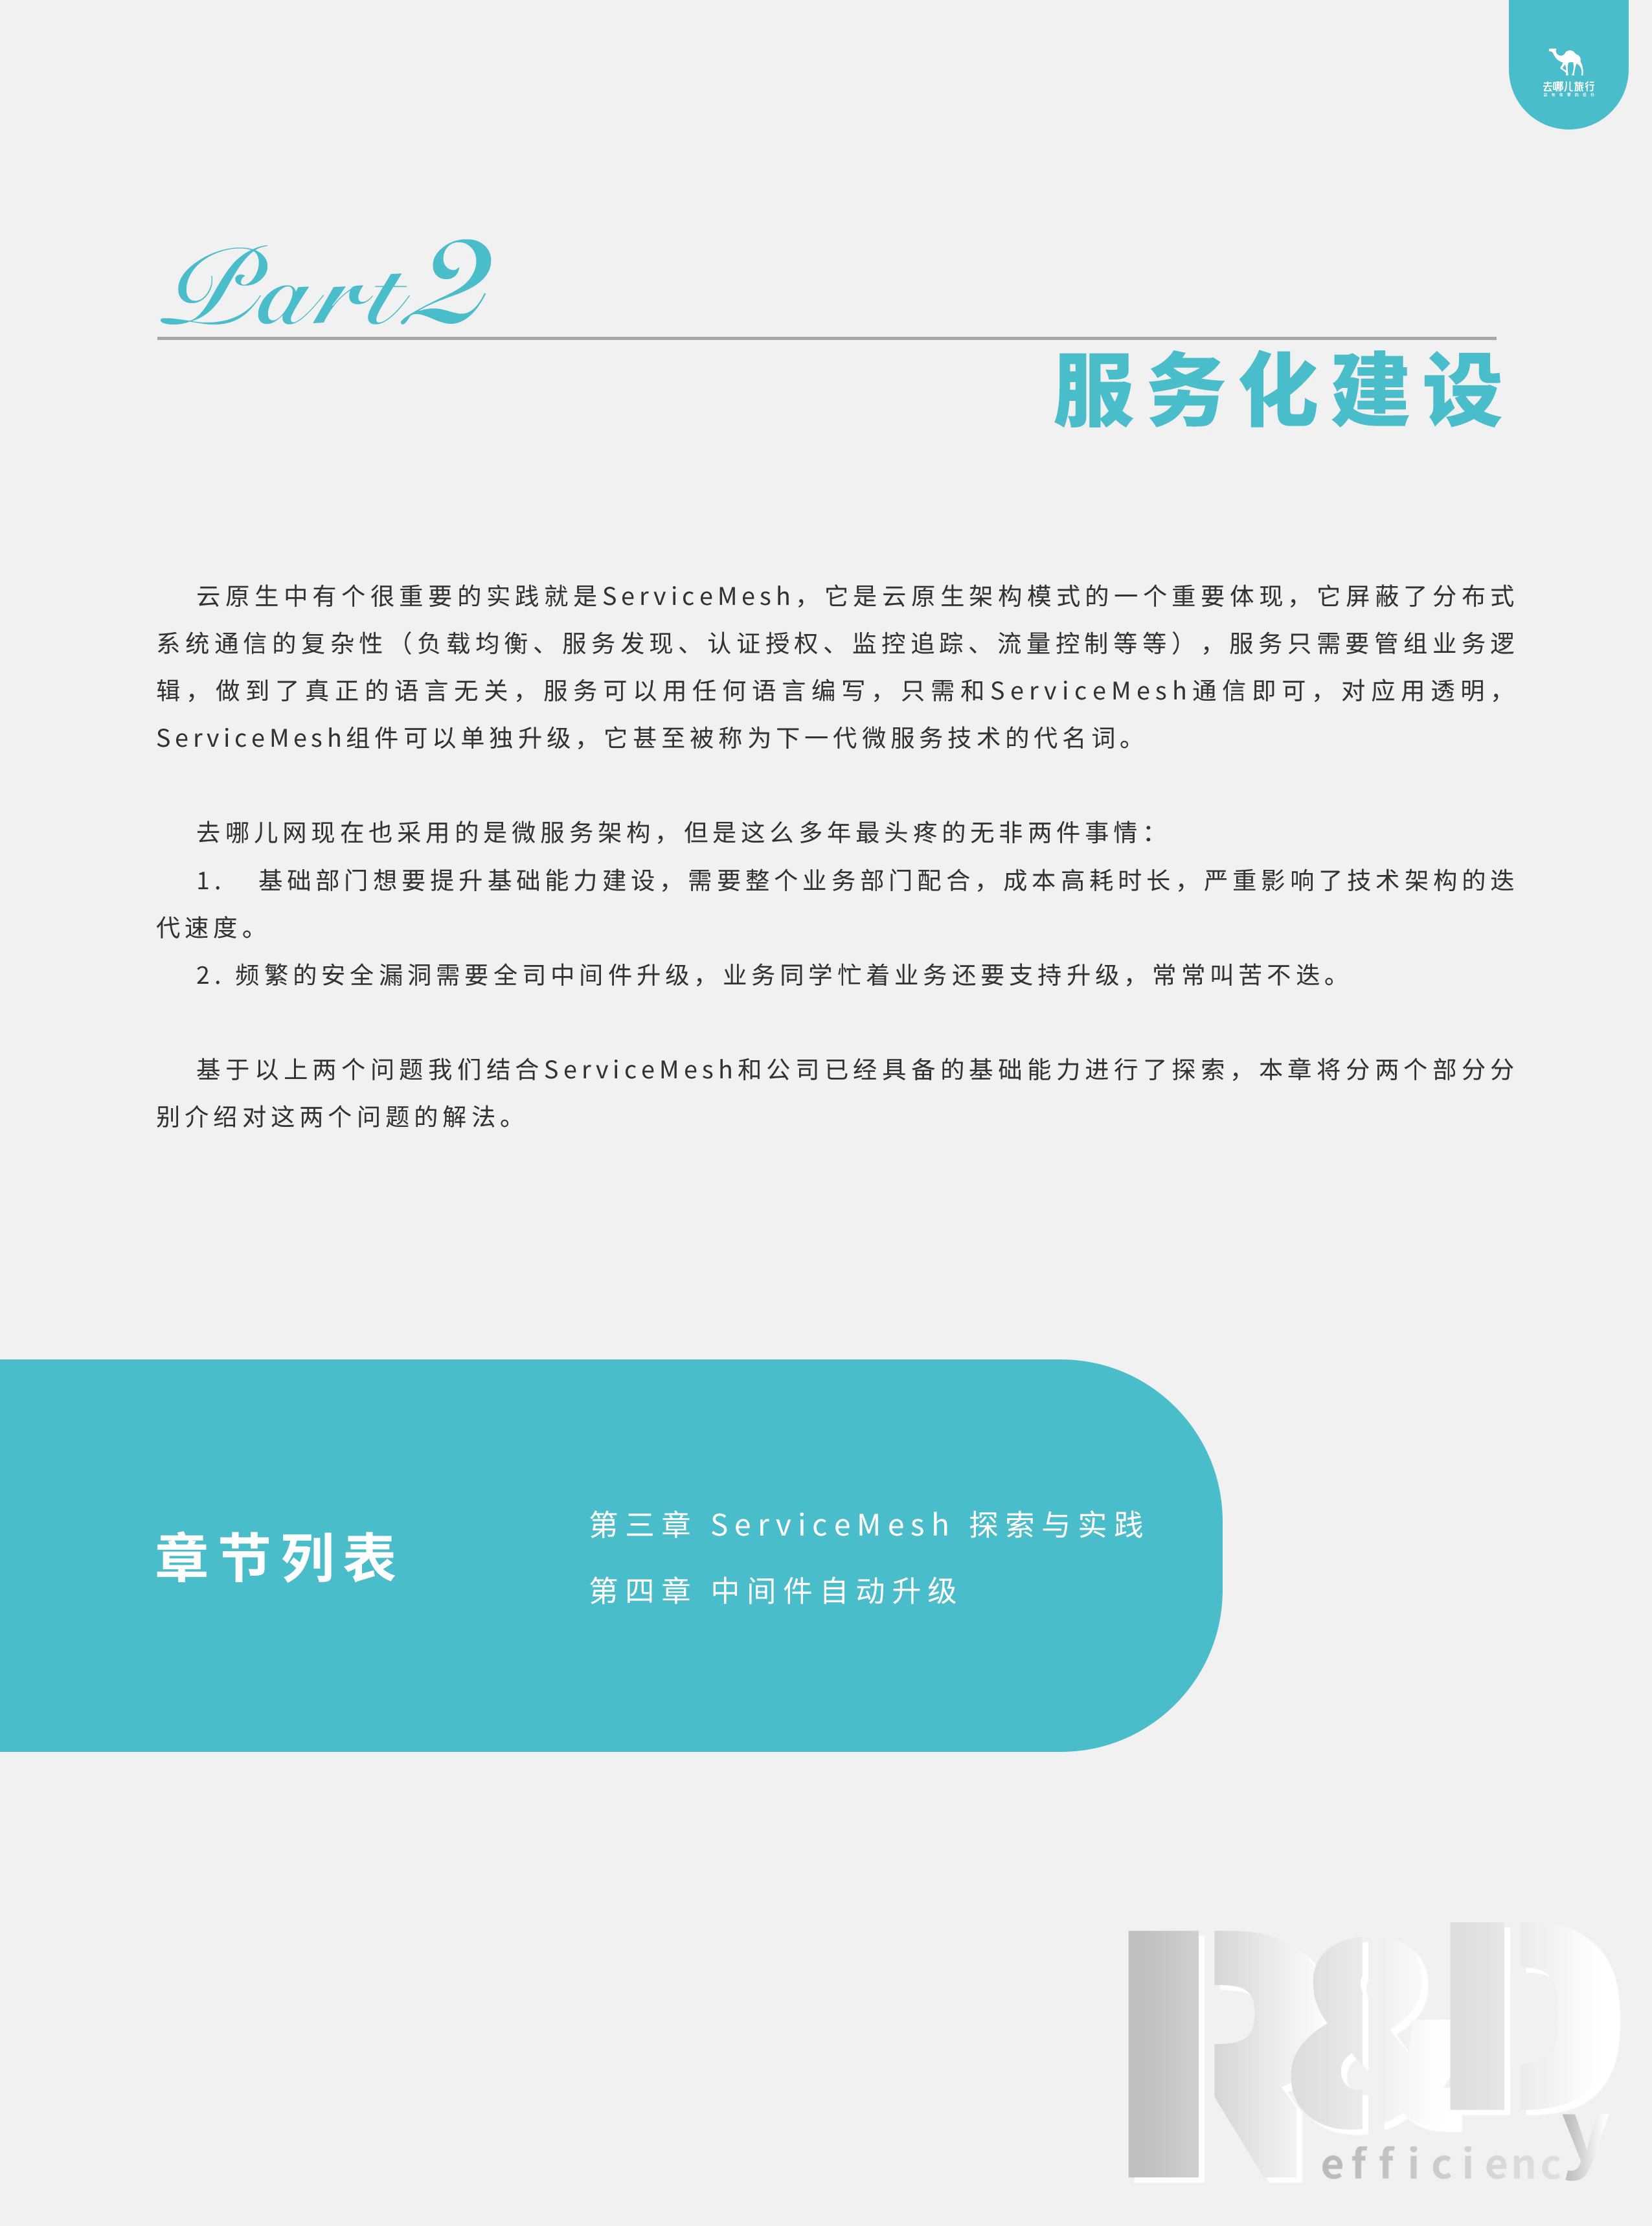 去哪儿旅行
Part2
服务化建设
云原生中有个很重要的实践就是ServiceMesh，它是云原生架构模式的一个重要体现，它屏蔽了分布式
系统通信的复杂性（负载均衡、服务发现、认证授权、监控追踪、流量控制等等），服务只需要管组业务逻
辑，做到了真正的语言无关，服务可以用任何语言编写，只需和ServiceMesh通信即可，对应用透明，
ServiceMesh组件可以单独升级，它甚至被称为下一代微服务技术的代名词。
去哪儿网现在也采用的是微服务架构，但是这么多年最头疼的无非两件事情：
1. 基础部门想要提升基础能力建设，需要整个业务部门配合，成本高耗时长，严重影响了技术架构的迭
代速度。
2. 频繁的安全漏洞需要全司中间件升级，业务同学忙着业务还要支持升级，常常叫苦不迭。
基于以上两个问题我们结合ServiceMesh和公司已经具备的基础能力进行了探索，本章将分两个部分分
别介绍对这两个问题的解法。
章节列表
第三章 ServiceMesh 探索与实践
第四章 中间件自动升级
R&D
efficiency